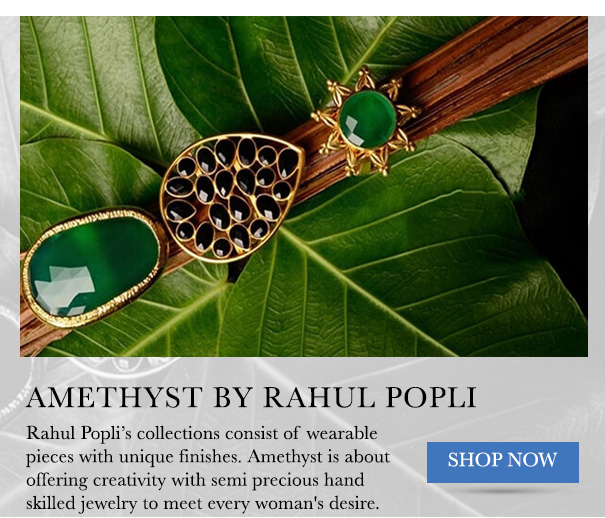 AMETHYST BY RAHUL POPLI
Rahul Popli’s collections consist of wearable
pieces with unique finishes. Amethyst is about
offering creativity with semi precious hand
skilled jewelry to meet every woman's desire.
SHOP NOW